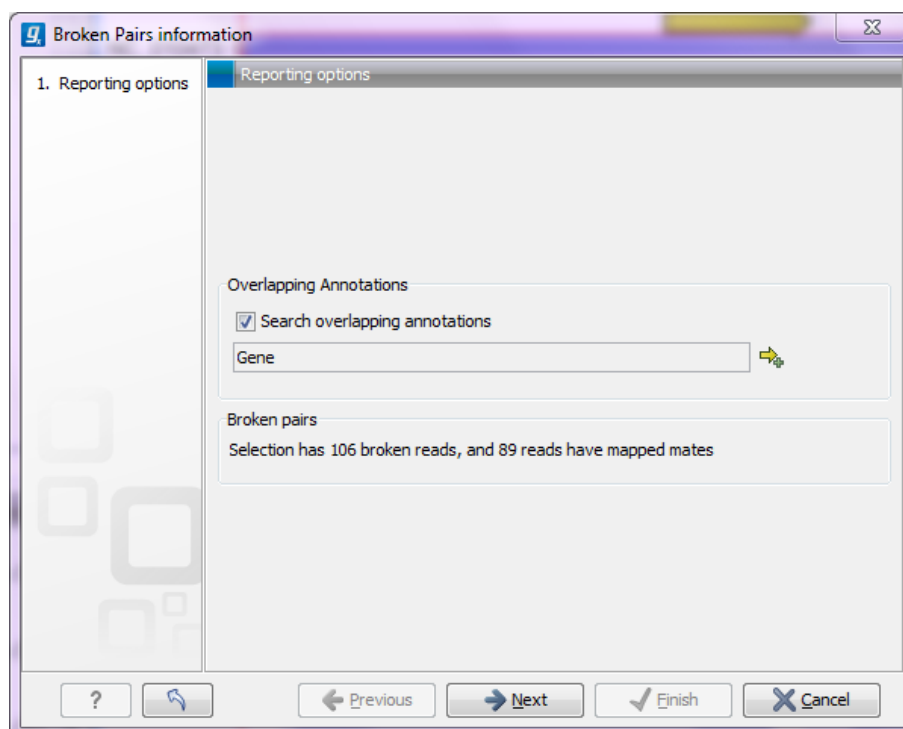 Broken Pairs information
1. Reporting options
Reporting options
Overlapping Annotations
Search overlapping annotations
Gene
Broken pairs
Selection has 106 broken reads, and 89 reads have mapped mates
?
Previous
Next
Finish
Cancel